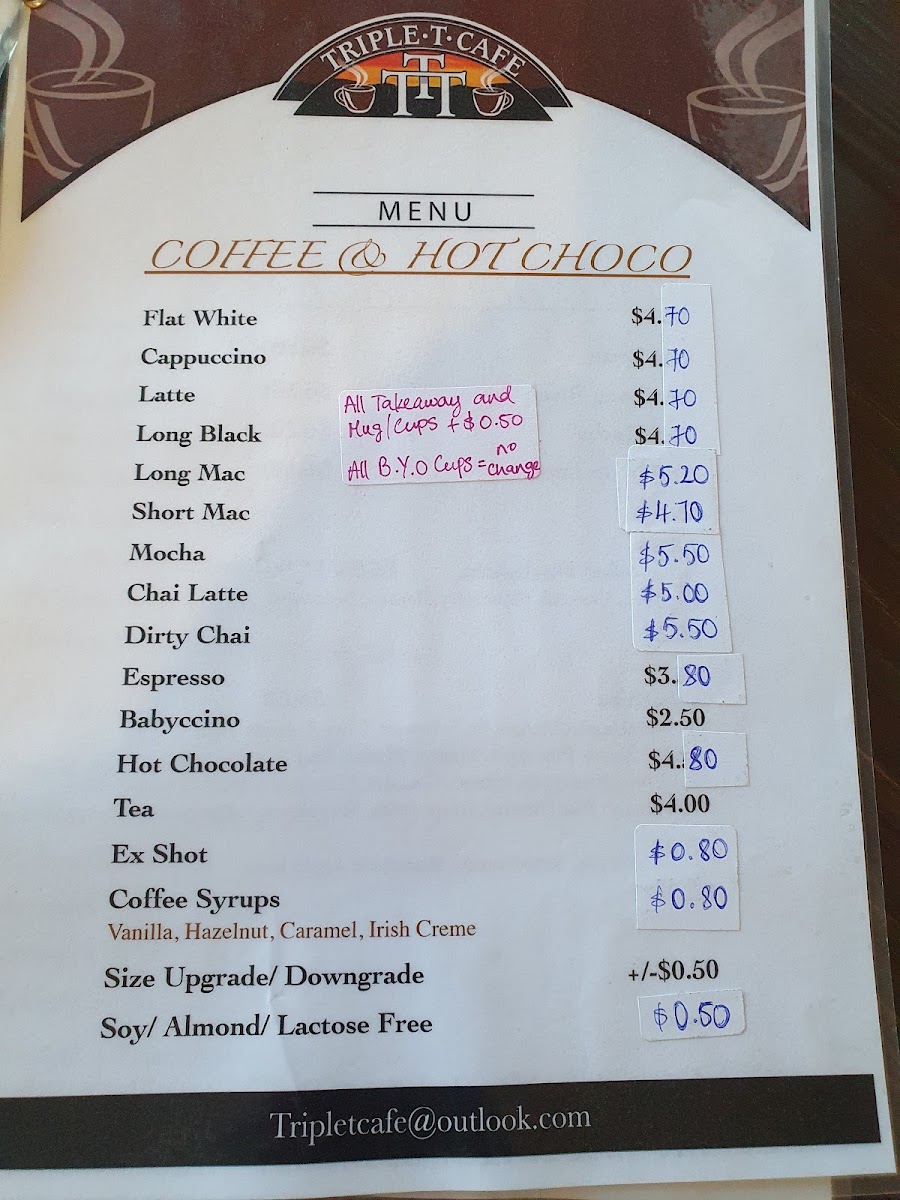 TRIPLE·T·CAFE
TTT
MENU
COFFEE & HOT CHOCO
Flat White $4.70
Cappuccino $4.70
Latte $4.70
Long Black $4.70
All Takeaway and
Mug/Cups + $0.50
All B.Y.O Cups = no change
Long Mac $5.20
Short Mac $4.70
Mocha $5.50
Chai Latte $5.00
Dirty Chai $5.50
Espresso $3.80
Babyccino $2.50
Hot Chocolate $4.80
Tea $4.00
Ex Shot $0.80
Coffee Syrups $0.80
Vanilla, Hazelnut, Caramel, Irish Creme
Size Upgrade/ Downgrade +/-$0.50
Soy/ Almond/ Lactose Free $0.50
Tripletcafe@outlook.com